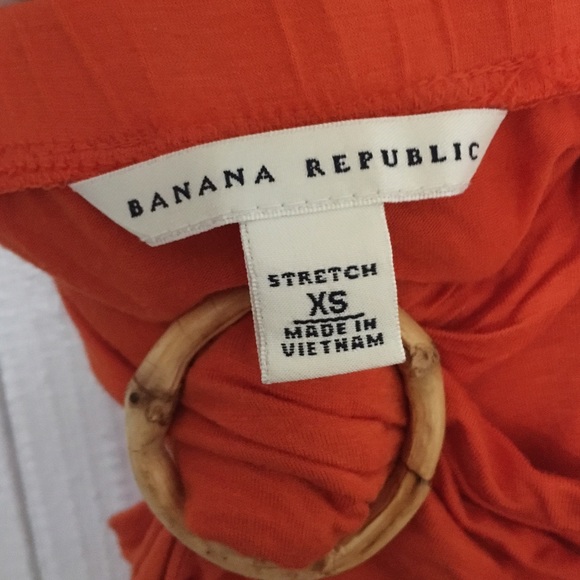 BANANA REPUBLIC
STRETCH
XS
MADE IN
VIETNAM